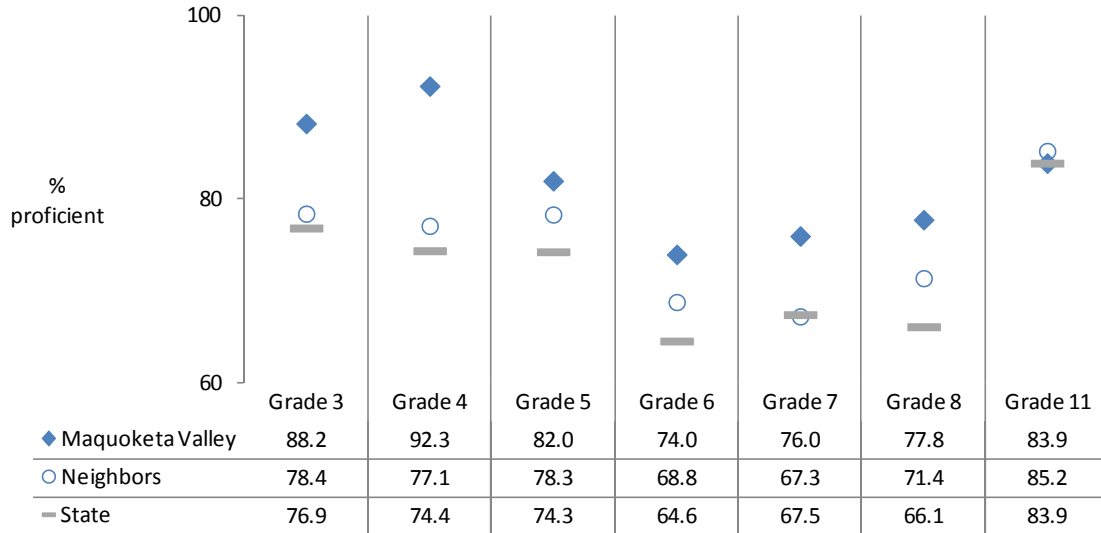 100
80
60
%
proficient
Grade 3 Grade 4 Grade 5 Grade 6 Grade 7 Grade 8 Grade 11
Maquoketa Valley 88.2 92.3 82.0 74.0 76.0 77.8 83.9
Neighbors 78.4 77.1 78.3 68.8 67.3 71.4 85.2
State 76.9 74.4 74.3 64.6 67.5 66.1 83.9